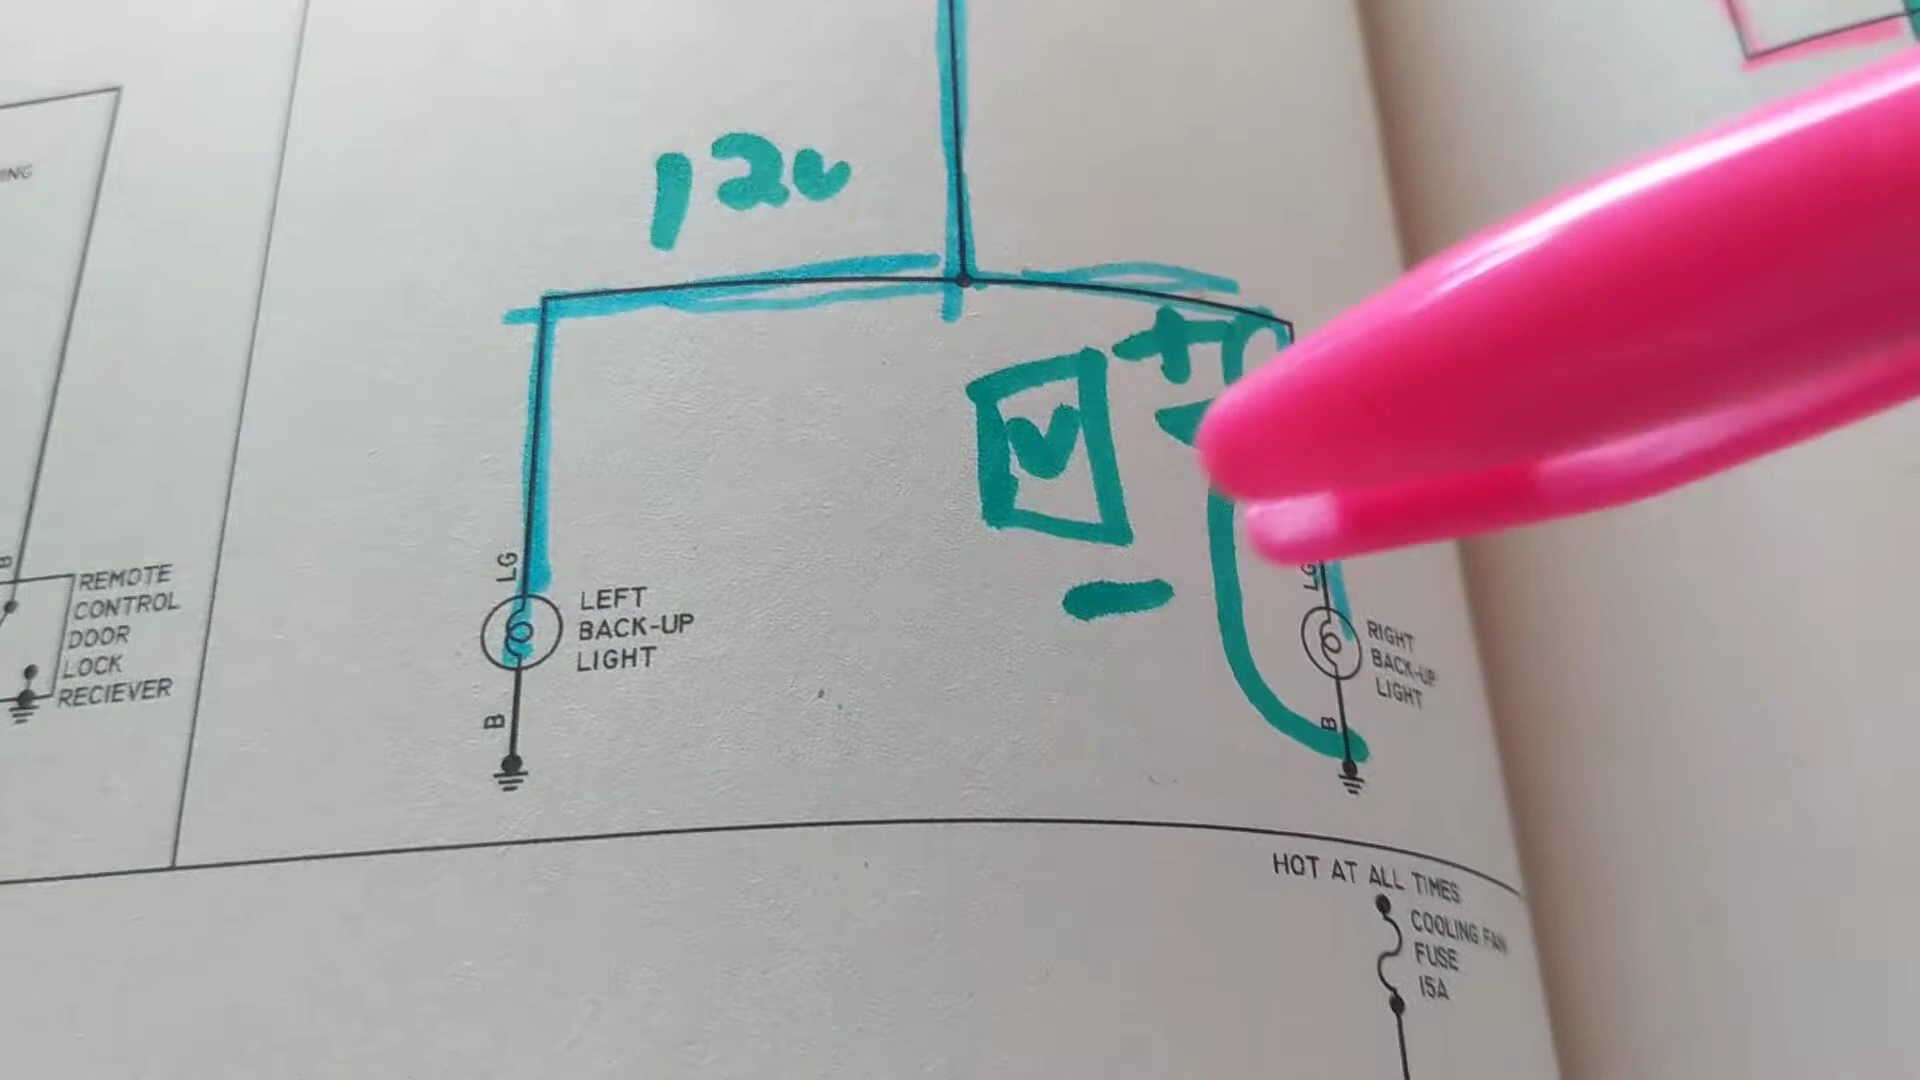 ING
12v
+
V
-
B
REMOTE
CONTROL
DOOR
LOCK
RECIEVER
LG
LEFT
BACK-UP
LIGHT
B
LG
RIGHT
BACK-UP
LIGHT
B
HOT AT ALL TIMES
COOLING FAN
FUSE
15A